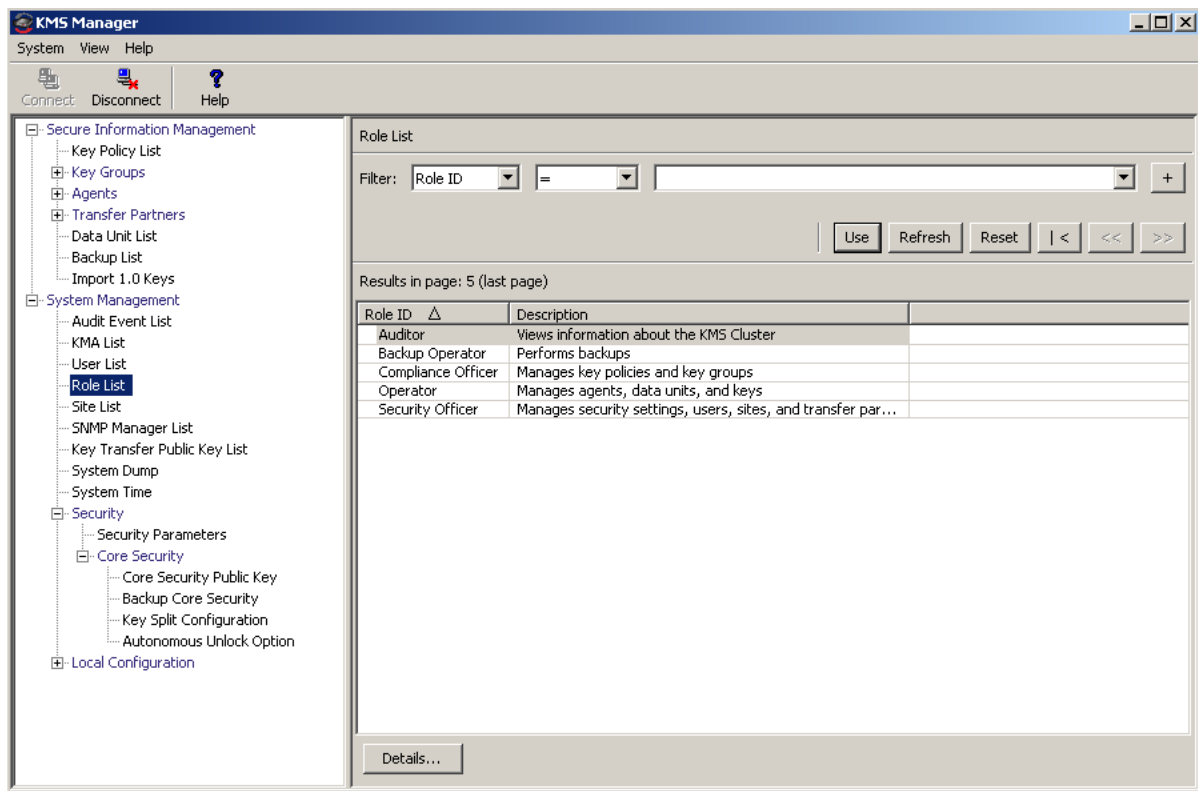 KMS Manager
System View Help
Connect Disconnect Help
Secure Information Management
Key Policy List
Key Groups
Agents
Transfer Partners
Data Unit List
Backup List
Import 1.0 Keys
System Management
Audit Event List
KMA List
User List
Role List
Site List
SNMP Manager List
Key Transfer Public Key List
System Dump
System Time
Security
Security Parameters
Core Security
Core Security Public Key
Backup Core Security
Key Split Configuration
Autonomous Unlock Option
Local Configuration
Role List
Filter: Role ID = +
Use Refresh Reset |< << >>
Results in page: 5 (last page)
Role ID Description
Auditor Views information about the KMS Cluster
Backup Operator Performs backups
Compliance Officer Manages key policies and key groups
Operator Manages agents, data units, and keys
Security Officer Manages security settings, users, sites, and transfer par...
Details...